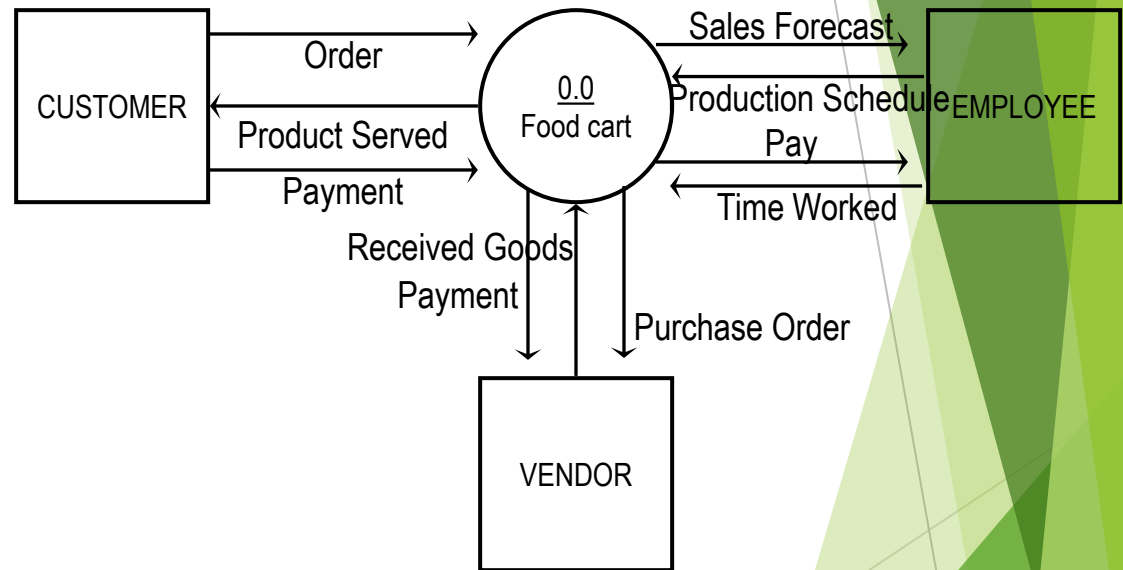 Order
Sales Forecast
CUSTOMER
0.0
Food cart
Production Schedule
EMPLOYEE
Product Served
Pay
Payment
Time Worked
Received Goods
Payment
Purchase Order
VENDOR